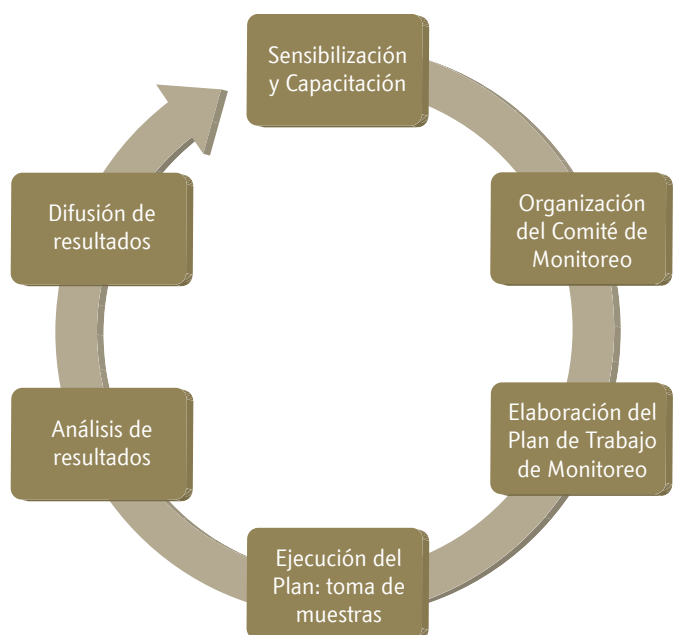 Sensibilización
y Capacitación
Organización
del Comité de
Monitoreo
Elaboración del
Plan de Trabajo
de Monitoreo
Ejecución del
Plan: toma de
muestras
Análisis de
resultados
Difusión de
resultados